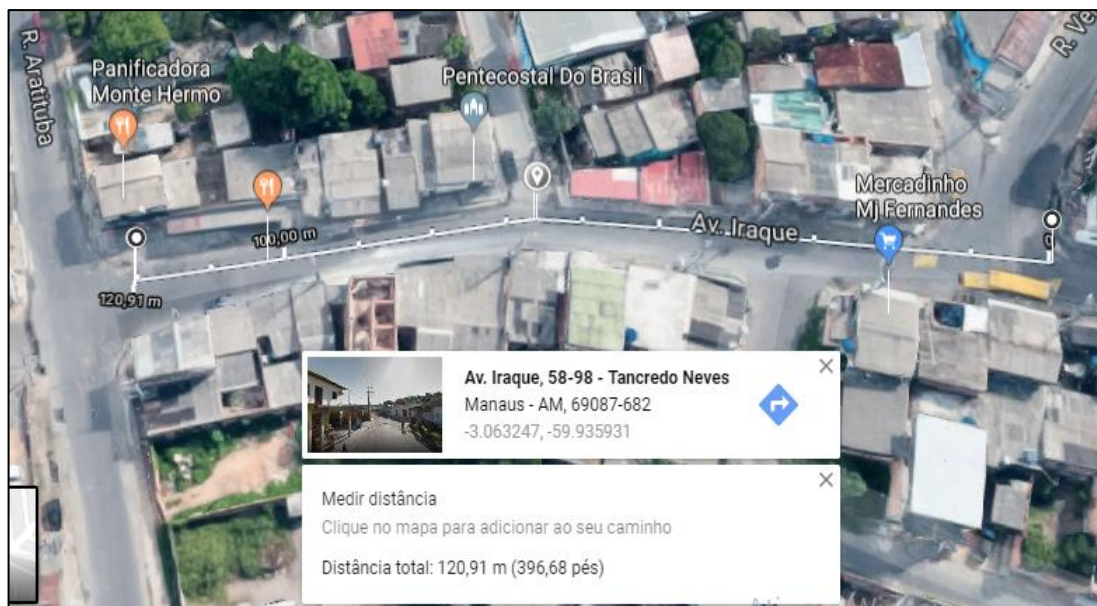 R. Aratituba
Panificadora
Monte Hermo
Pentecostal Do Brasil
R. Ve
Mercadinho
Mj Fernandes
Av. Iraque
100,00 m
0
120,91 m
Av. Iraque, 58-98 - Tancredo Neves
Manaus - AM, 69087-682
-3.063247, -59.935931
Medir distância
Clique no mapa para adicionar ao seu caminho
Distância total: 120,91 m (396,68 pés)